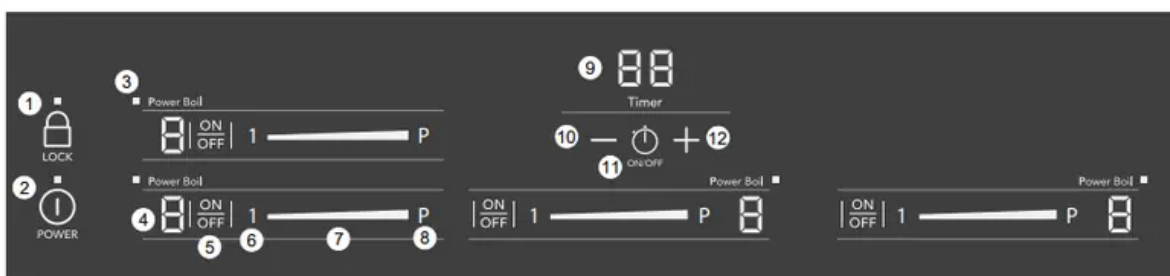 9 88
3
1
Power Boil
Timer
8 ON OFF 1 P
10 − + 12
LOCK
11 ON/OFF
2
Power Boil
Power Boil
Power Boil
4 8 ON OFF 1 P
ON OFF 1 P 8
ON OFF 1 P 8
POWER
5 6 7 8